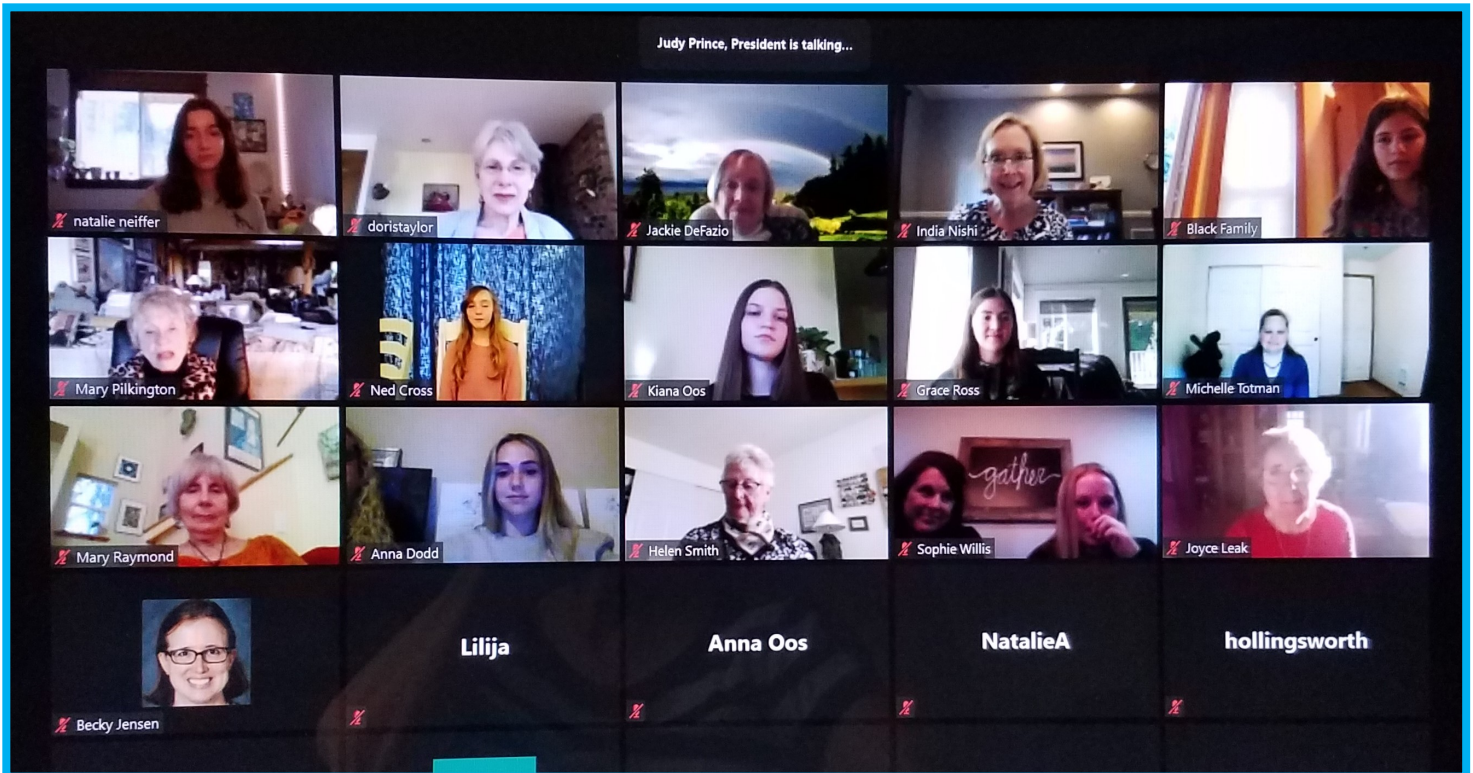 Judy Prince, President is talking...
natalie neiffer
doristaylor
Jackie DeFazio
India Nishi
Black Family
Mary Pilkington
Ned Cross
Kiana Oos
Grace Ross
Michelle Totman
Mary Raymond
Anna Dodd
Helen Smith
gather
Sophie Willis
Joyce Leak
Becky Jensen
Lilija
Anna Oos
NatalieA
hollingsworth